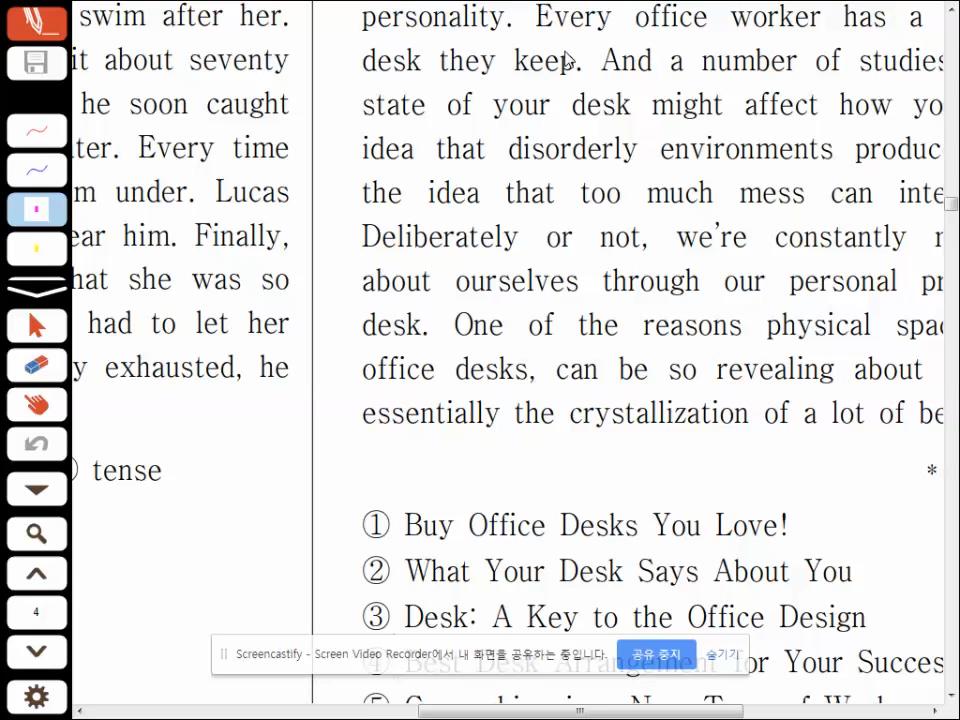 swim after her.
it about seventy
he soon caught
ter. Every time
m under. Lucas
ear him. Finally,
hat she was so
had to let her
y exhausted, he
tense
personality. Every office worker has a
desk they keep. And a number of studies
state of your desk might affect how yo
idea that disorderly environments produc
the idea that too much mess can inte
Deliberately or not, we're constantly
about ourselves through our personal pr
desk. One of the reasons physical spac
office desks, can be so revealing about
essentially the crystallization of a lot of be
*
① Buy Office Desks You Love!
② What Your Desk Says About You
③ Desk: A Key to the Office Design
④ Best Desk Arrangement for Your Succes
Screencastify - Screen Video Recorder에서 내 화면을 공유하는 중입니다.
공유 중지
숨기기
4